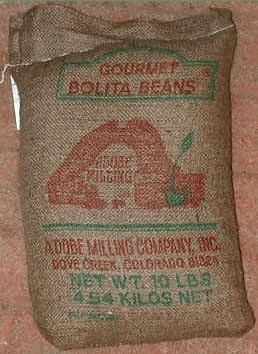 GOURMET
BOLITA BEANS ®
ADOBE
MILLING
ADOBE MILLING COMPANY, INC.
DOVE CREEK, COLORADO 81324
NET WT. 10 LBS
4.54 KILOS NET